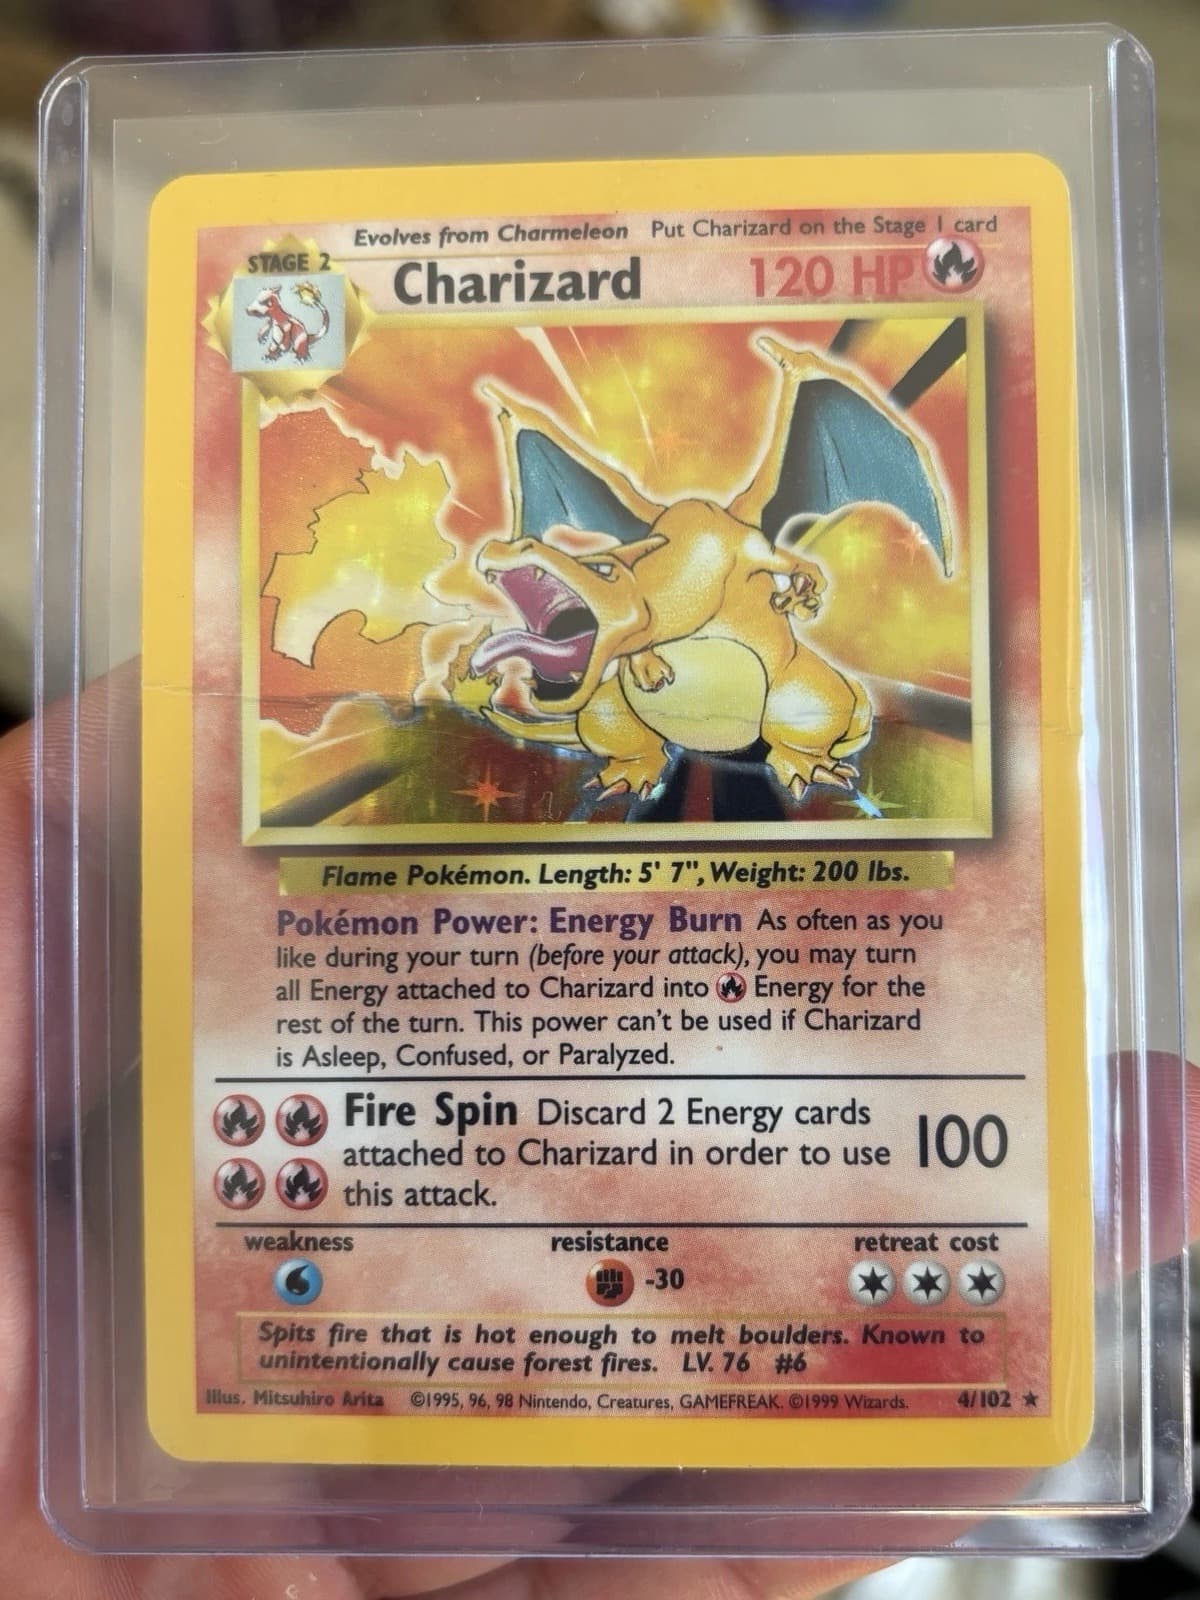 Evolves from Charmeleon Put Charizard on the Stage 1 card
STAGE 2
Charizard 120 HP
Flame Pokémon. Length: 5' 7", Weight: 200 lbs.
Pokémon Power: Energy Burn As often as you
like during your turn (before your attack), you may turn
all Energy attached to Charizard into Energy for the
rest of the turn. This power can't be used if Charizard
is Asleep, Confused, or Paralyzed.
Fire Spin Discard 2 Energy cards
attached to Charizard in order to use 100
this attack.
weakness resistance retreat cost
-30
Spits fire that is hot enough to melt boulders. Known to
unintentionally cause forest fires. LV. 76 #6
Illus. Mitsuhiro Arita ©1995, 96, 98 Nintendo, Creatures, GAMEFREAK. ©1999 Wizards. 4/102 ★